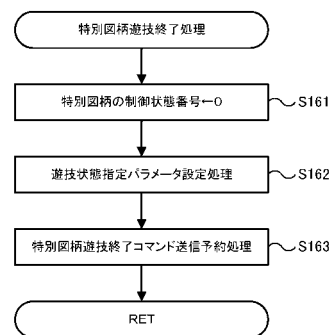 特別図柄遊技終了処理
特別図柄の制御状態番号←0
S161
遊技状態指定パラメータ設定処理
S162
特別図柄遊技終了コマンド送信予約処理
S163
RET